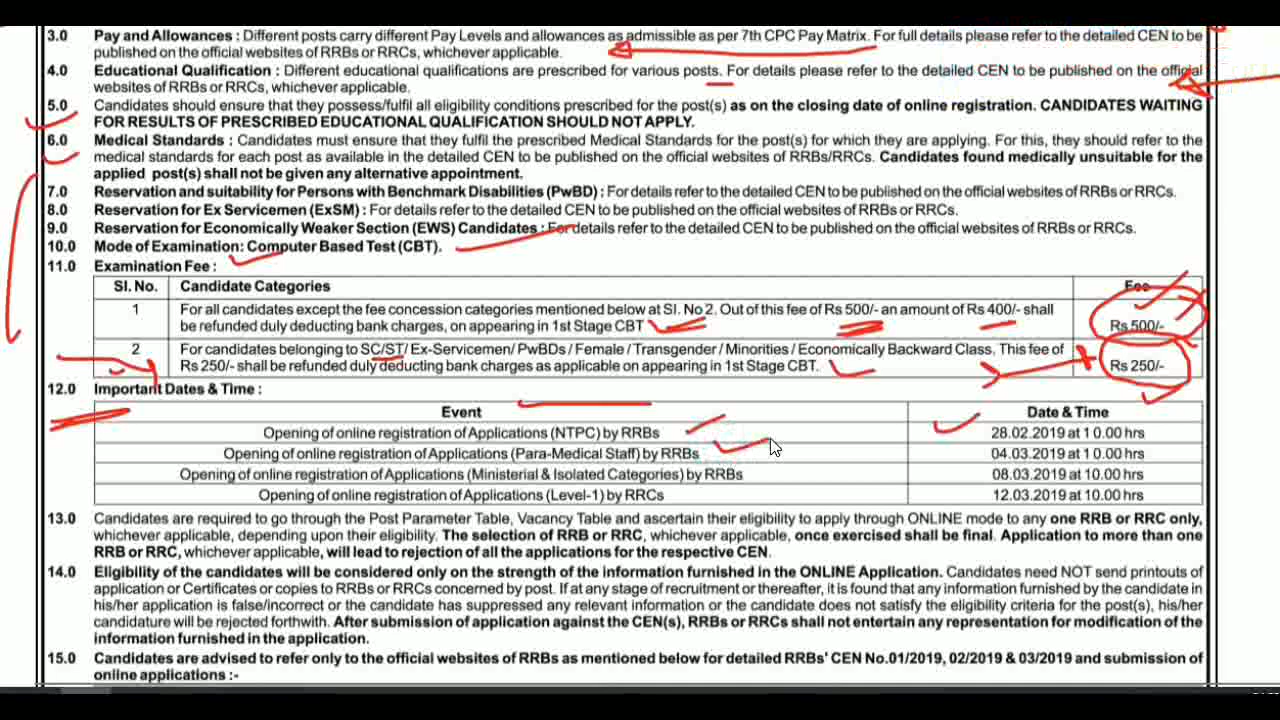 3.0 Pay and Allowances : Different posts carry different Pay Levels and allowances as admissible as per 7th CPC Pay Matrix. For full details please refer to the detailed CEN to be
published on the official websites of RRBs or RRCs, whichever applicable.
4.0 Educational Qualification : Different educational qualifications are prescribed for various posts. For details please refer to the detailed CEN to be published on the official
websites of RRBs or RRCs, whichever applicable.
5.0 Candidates should ensure that they possess/fulfil all eligibility conditions prescribed for the post(s) as on the closing date of online registration. CANDIDATES WAITING
FOR RESULTS OF PRESCRIBED EDUCATIONAL QUALIFICATION SHOULD NOT APPLY.
6.0 Medical Standards : Candidates must ensure that they fulfil the prescribed Medical Standards for the post(s) for which they are applying. For this, they should refer to the
medical standards for each post as available in the detailed CEN to be published on the official websites of RRBs/RRCs. Candidates found medically unsuitable for the
applied post(s) shall not be given any alternative appointment.
7.0 Reservation and suitability for Persons with Benchmark Disabilities (PwBD) : For details refer to the detailed CEN to be published on the official websites of RRBs or RRCs.
8.0 Reservation for Ex Servicemen (ExSM) : For details refer to the detailed CEN to be published on the official websites of RRBs or RRCs.
9.0 Reservation for Economically Weaker Section (EWS) Candidates : For details refer to the detailed CEN to be published on the official websites of RRBs or RRCs.
10.0 Mode of Examination: Computer Based Test (CBT).
11.0 Examination Fee :
Sl. No. Candidate Categories Fee
1 For all candidates except the fee concession categories mentioned below at Sl. No 2. Out of this fee of Rs 500/- an amount of Rs 400/- shall
be refunded duly deducting bank charges, on appearing in 1st Stage CBT Rs 500/-
2 For candidates belonging to SC/ST/ Ex-Servicemen/ PwBDs / Female / Transgender / Minorities / Economically Backward Class. This fee of
Rs 250/- shall be refunded duly deducting bank charges as applicable on appearing in 1st Stage CBT. Rs 250/-
12.0 Important Dates & Time :
Event Date & Time
Opening of online registration of Applications (NTPC) by RRBs 28.02.2019 at 1 0.00 hrs
Opening of online registration of Applications (Para-Medical Staff) by RRBs 04.03.2019 at 1 0.00 hrs
Opening of online registration of Applications (Ministerial & Isolated Categories) by RRBs 08.03.2019 at 10.00 hrs
Opening of online registration of Applications (Level-1) by RRCs 12.03.2019 at 10.00 hrs
13.0 Candidates are required to go through the Post Parameter Table, Vacancy Table and ascertain their eligibility to apply through ONLINE mode to any one RRB or RRC only,
whichever applicable, depending upon their eligibility. The selection of RRB or RRC, whichever applicable, once exercised shall be final. Application to more than one
RRB or RRC, whichever applicable, will lead to rejection of all the applications for the respective CEN.
14.0 Eligibility of the candidates will be considered only on the strength of the information furnished in the ONLINE Application. Candidates need NOT send printouts of
application or Certificates or copies to RRBs or RRCs concerned by post. If at any stage of recruitment or thereafter, it is found that any information furnished by the candidate in
his/her application is false/incorrect or the candidate has suppressed any relevant information or the candidate does not satisfy the eligibility criteria for the post(s), his/her
candidature will be rejected forthwith. After submission of application against the CEN(s), RRBs or RRCs shall not entertain any representation for modification of the
information furnished in the application.
15.0 Candidates are advised to refer only to the official websites of RRBs as mentioned below for detailed RRBs' CEN No.01/2019, 02/2019 & 03/2019 and submission of
online applications :-